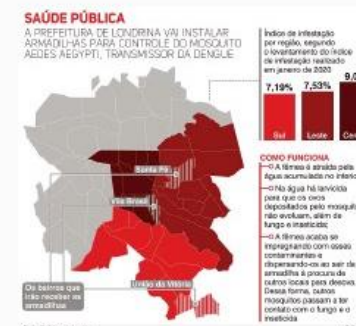 SAÚDE PÚBLICA
A PREFEITURA DE LONDRINA VAI INSTALAR
ARMADILHAS PARA CONTROLE DO MOSQUITO
AEDES AEGYPTI, TRANSMISSOR DA DENGUE
Índice de infestação
por região, segundo
o levantamento do índice
de infestação realizado
em janeiro de 2020
7,19%
7,53%
9,0
Sul
Leste
Cen
Santa Fé
Vila Brasil
União da Vitória
Os bairros que
irão receber as
armadilhas
COMO FUNCIONA
A fêmea é atraída pela
água acumulada no interior
Na água há larvicida
para que os ovos
depositados pelo mosquito
não evoluam, além de
fungo e inseticida;
A fêmea acaba se
impregnando com esses
contaminantes e
dispersando-os ao sair da
armadilha à procura de
outros locais para desova.
Dessa forma, outros
mosquitos passam a ter
contato com o fungo e o
inseticida